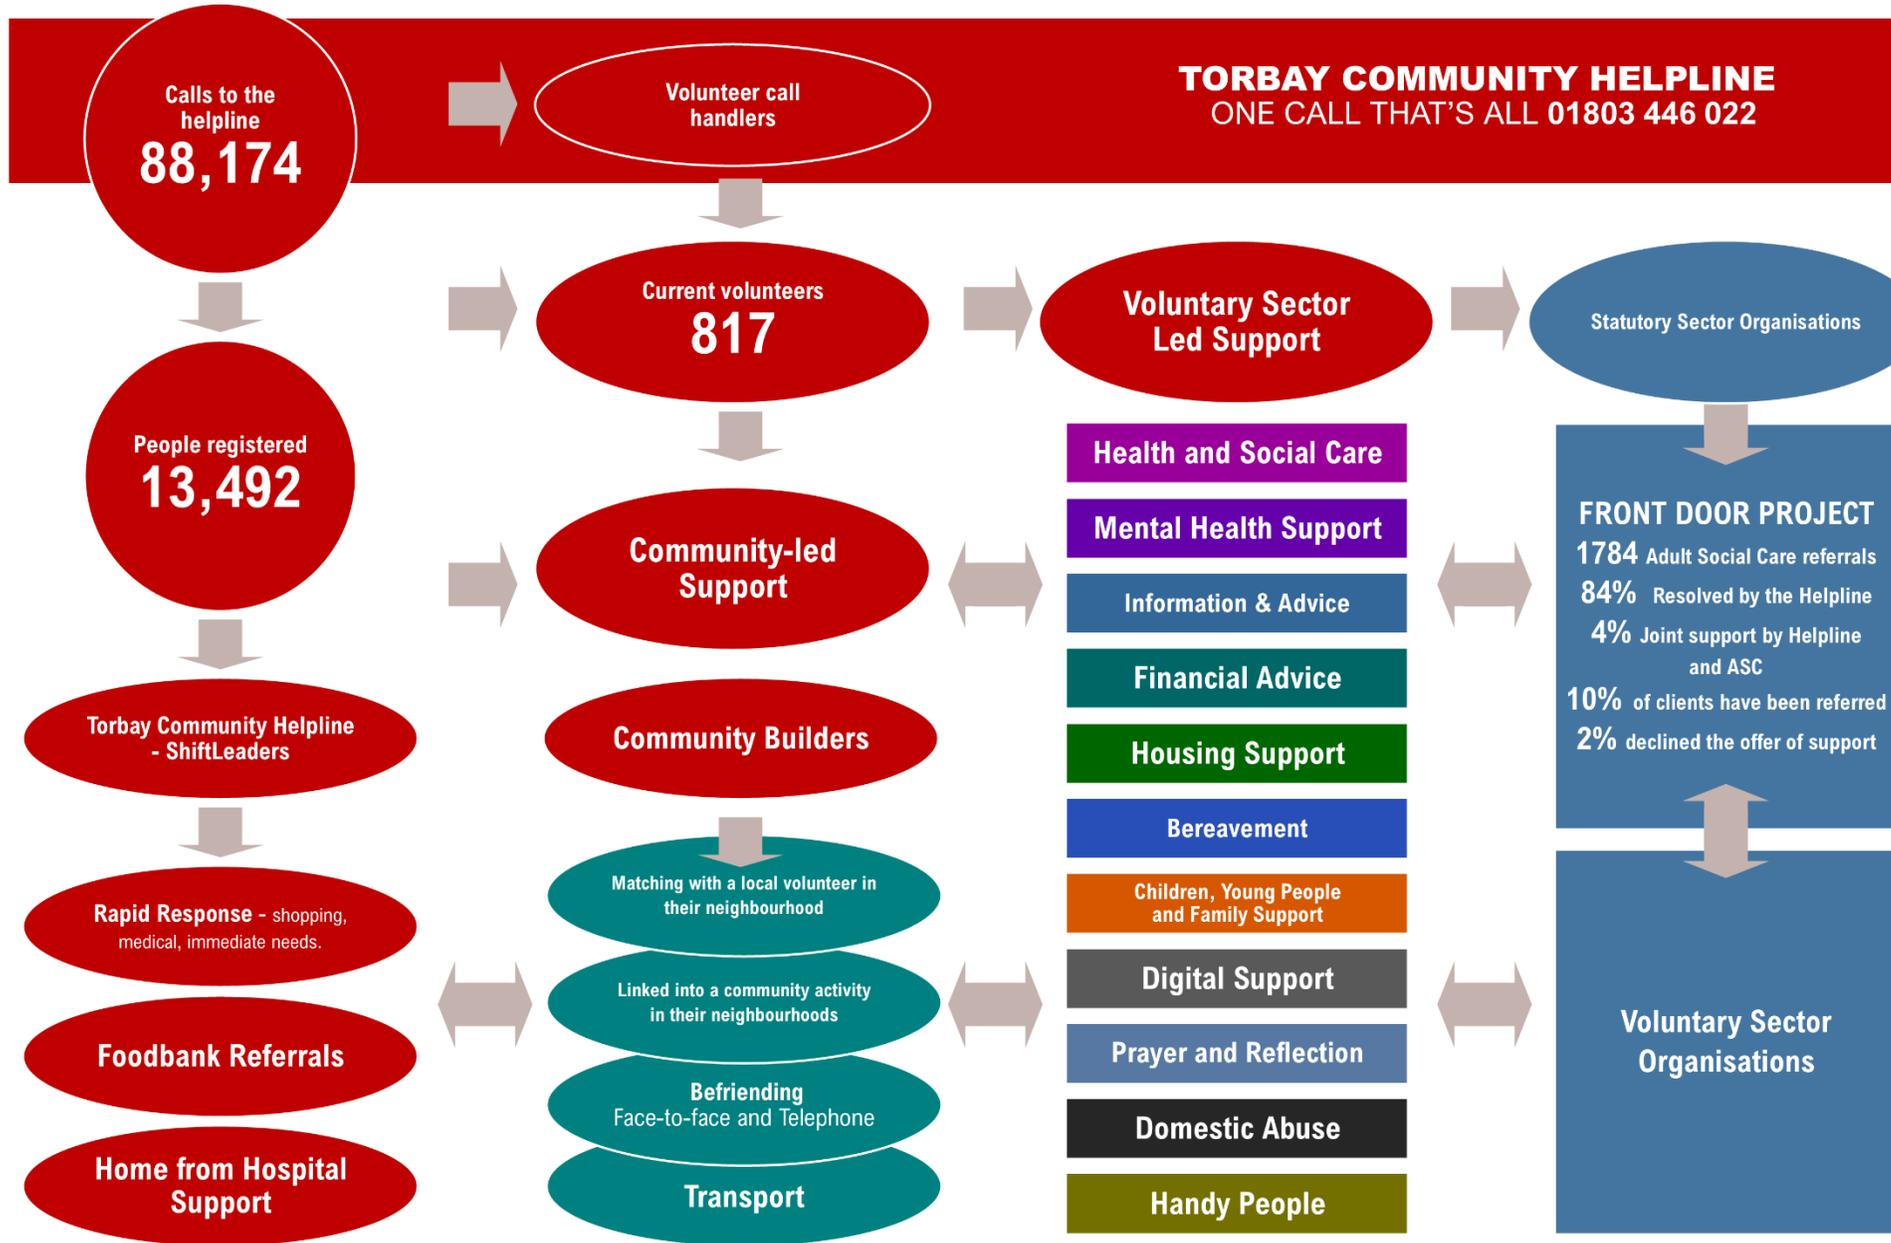 Calls to the
helpline
88,174
Volunteer call
handlers
TORBAY COMMUNITY HELPLINE
ONE CALL THAT'S ALL 01803 446 022
People registered
13,492
Torbay Community Helpline
- ShiftLeaders
Rapid Response - shopping,
medical, immediate needs.
Foodbank Referrals
Home from Hospital
Support
Current volunteers
817
Community-led
Support
Community Builders
Matching with a local volunteer in
their neighbourhood
Linked into a community activity
in their neighbourhoods
Befriending
Face-to-face and Telephone
Transport
Voluntary Sector
Led Support
Health and Social Care
Mental Health Support
Information & Advice
Financial Advice
Housing Support
Bereavement
Children, Young People
and Family Support
Digital Support
Prayer and Reflection
Domestic Abuse
Handy People
Statutory Sector Organisations
FRONT DOOR PROJECT
1784 Adult Social Care referrals
84% Resolved by the Helpline
4% Joint support by Helpline
and ASC
10% of clients have been referred
2% declined the offer of support
Voluntary Sector
Organisations